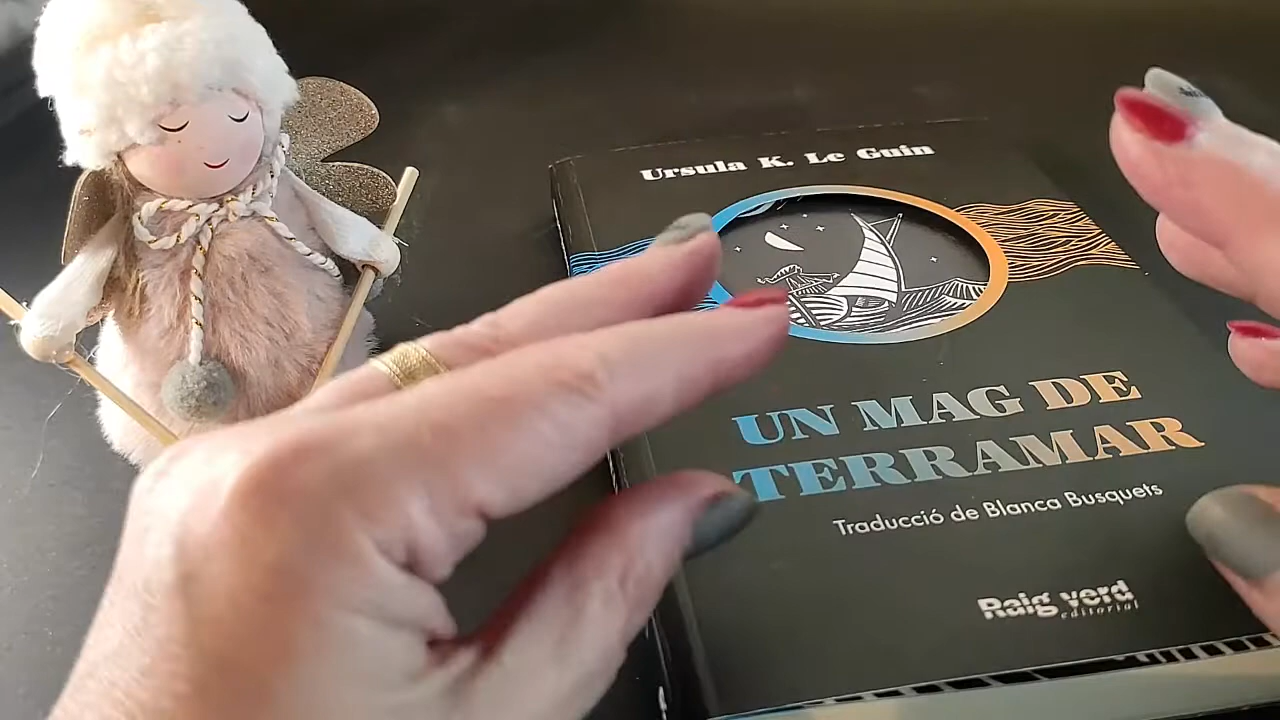 Ursula K. Le Guin
UN MAG DE
TERRAMAR
Traducció de Blanca Busquets
Raig verd
editorial